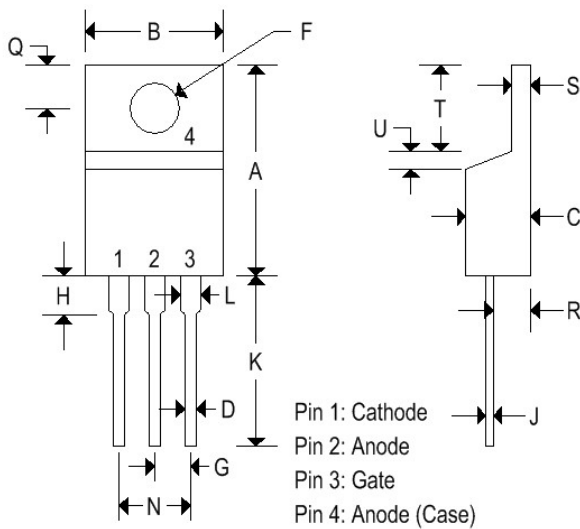 B
Q
F
S
T
4
U
A
C
1 2 3
H
L
R
K
D
J
G
N
Pin 1: Cathode
Pin 2: Anode
Pin 3: Gate
Pin 4: Anode (Case)